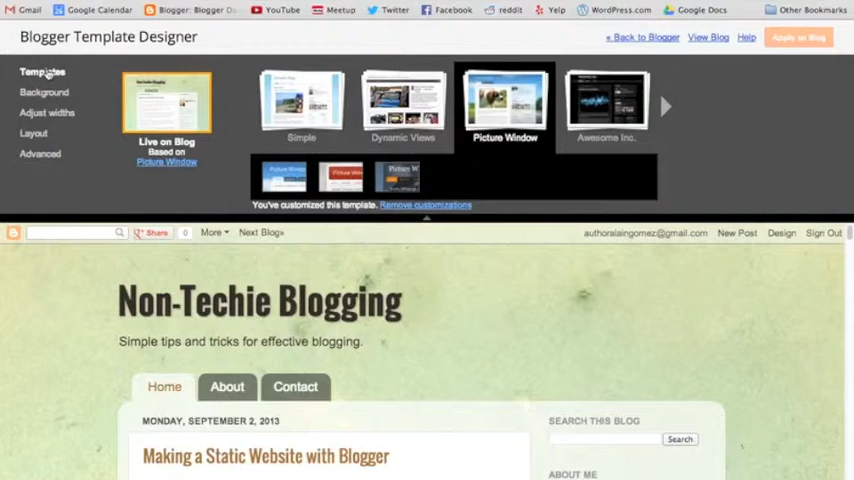 Gmail Google Calendar Blogger: Blogger Da YouTube Meetup Twitter Facebook reddit Yelp WordPress.com Google Docs Other Bookmarks
Blogger Template Designer
« Back to Blogger View Blog Help Apply to Blog
Templates
Background
Adjust widths
Layout
Advanced
Live on Blog
Based on
Picture Window
Simple Dynamic Views Picture Window Awesome Inc.
You've customized this template. Remove customizations
Share 0 More Next Blog» authoralaingomez@gmail.com New Post Design Sign Out
Non-Techie Blogging
Simple tips and tricks for effective blogging.
Home About Contact
MONDAY, SEPTEMBER 2, 2013
Making a Static Website with Blogger
SEARCH THIS BLOG
Search
ABOUT ME